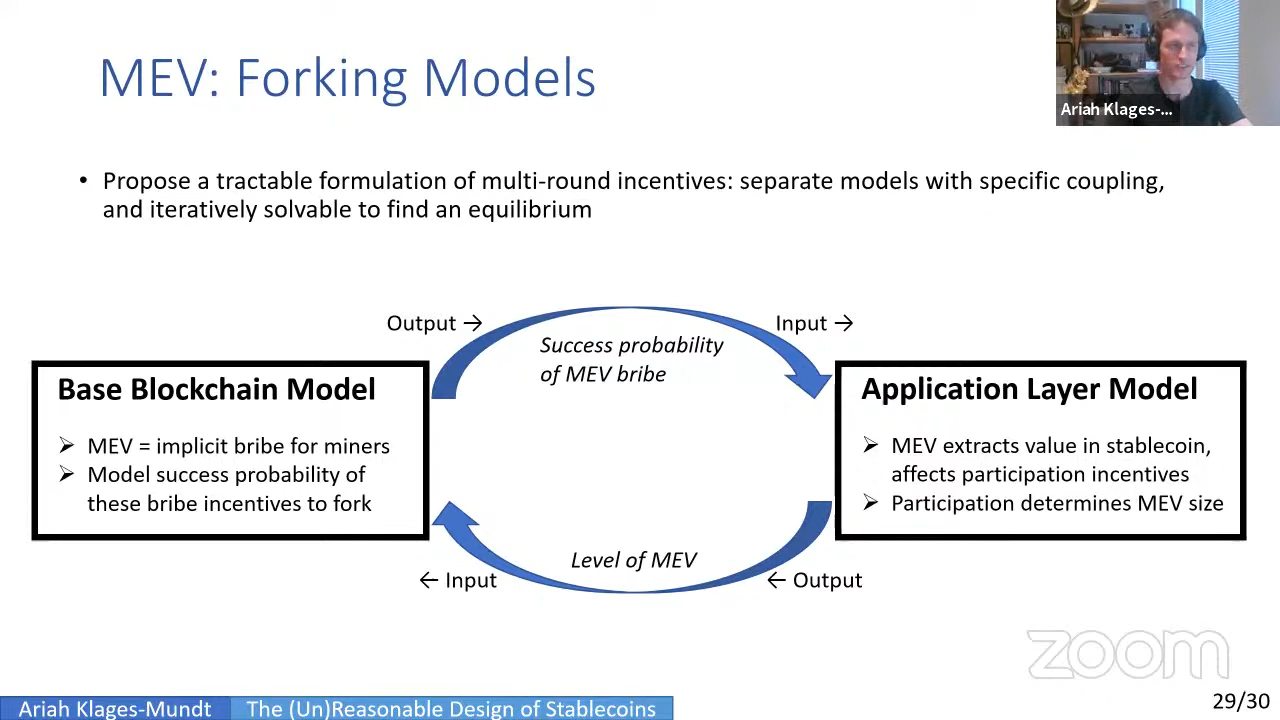 MEV: Forking Models
Ariah Klages-...
• Propose a tractable formulation of multi-round incentives: separate models with specific coupling,
and iteratively solvable to find an equilibrium
Output →
Input →
Success probability
of MEV bribe
Base Blockchain Model
➢ MEV = implicit bribe for miners
➢ Model success probability of
these bribe incentives to fork
Application Layer Model
➢ MEV extracts value in stablecoin,
affects participation incentives
➢ Participation determines MEV size
Level of MEV
← Input
← Output
zoom
Ariah Klages-Mundt
The (Un)Reasonable Design of Stablecoins
29/30